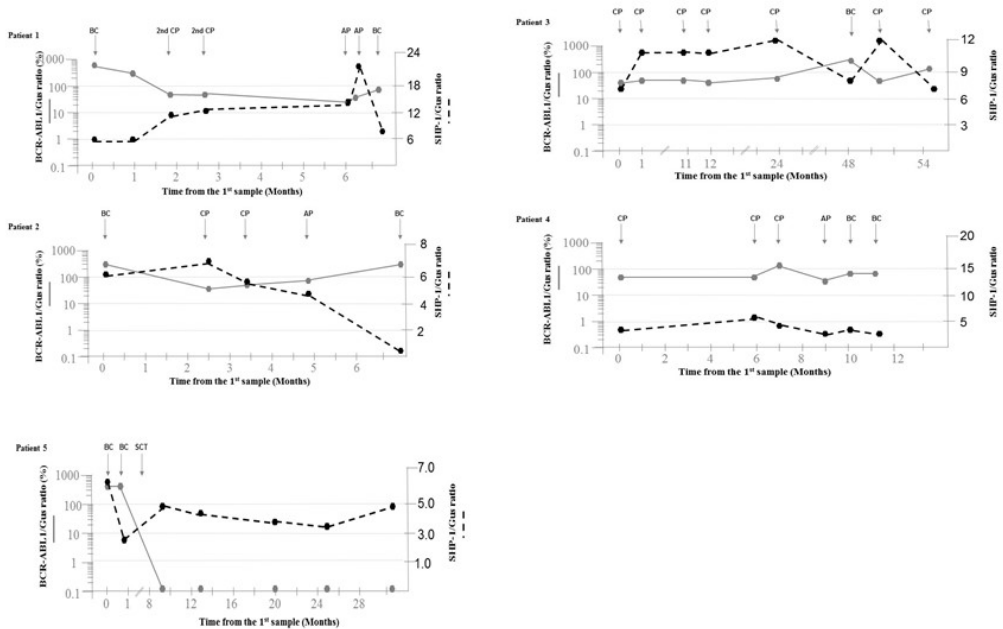 Patient 1
BC 2nd CP 2nd CP AP AP BC
BCR-ABL1/Gus ratio (%)
1000
100
10
1
0.1
24
18
12
6
SHP-1/Gus ratio
0 1 2 3 4 5 6
Time from the 1st sample (Months)
Patient 3
CP CP CP CP CP BC CP CP
BCR-ABL1/Gus ratio (%)
1000
100
10
1
0.1
12
9
6
3
SHP-1/Gus ratio
0 1 11 12 24 48 54
Time from the 1st sample (Months)
Patient 2
BC CP CP AP BC
BCR-ABL1/Gus ratio (%)
1000
100
10
1
0.1
8
6
4
2
SHP-1/Gus ratio
0 1 2 3 4 5 6
Time from the 1st sample (Months)
Patient 4
CP CP CP AP BC BC
BCR-ABL1/Gus ratio (%)
1000
100
10
1
0.1
20
15
10
5
SHP-1/Gus ratio
0 2 4 6 8 10 12
Time from the 1st sample (Months)
Patient 5
BC BC SCT
BCR-ABL1/Gus ratio (%)
1000
100
10
1
0.1
7.0
5.0
3.0
1.0
SHP-1/Gus ratio
0 1 8 12 16 20 24 28
Time from the 1st sample (Months)